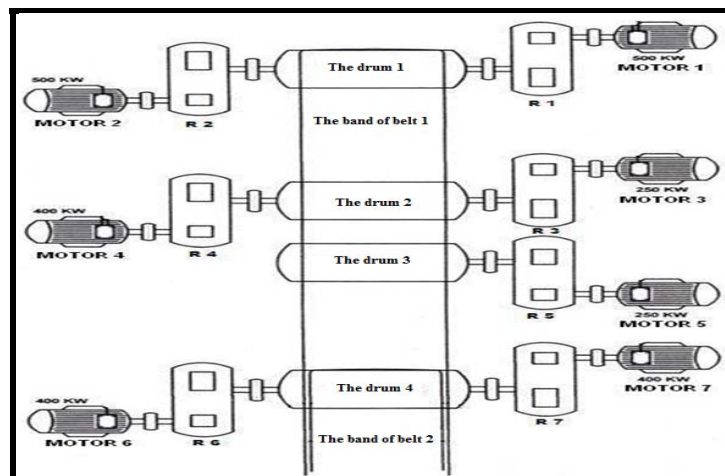 500 KW
MOTOR 1
R 1
The drum 1
500 KW
MOTOR 2
R 2
The band of belt 1
250 KW
MOTOR 3
R 3
The drum 2
400 KW
MOTOR 4
R 4
The drum 3
R 5
250 KW
MOTOR 5
The drum 4
400 KW
MOTOR 7
R 7
400 KW
MOTOR 6
R 6
The band of belt 2